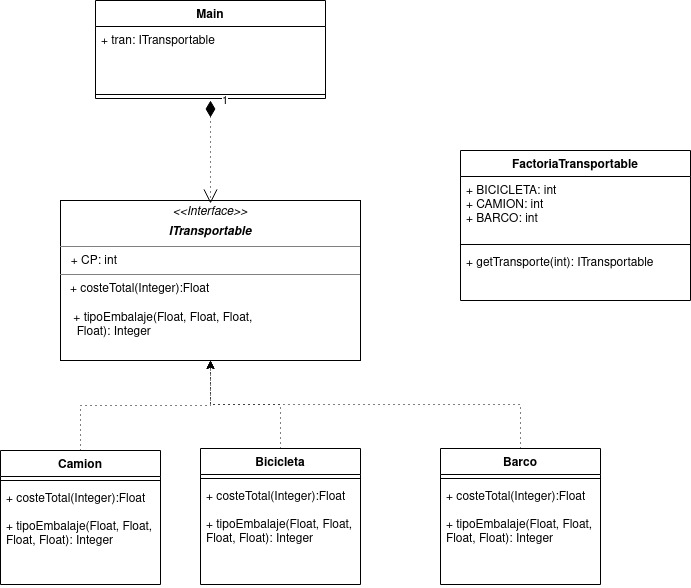 Main
+ tran: ITransportable
1
FactoriaTransportable
+ BICICLETA: int
+ CAMION: int
+ BARCO: int
+ getTransporte(int): ITransportable
<<Interface>>
ITransportable
+ CP: int
+ costeTotal(Integer):Float
+ tipoEmbalaje(Float, Float, Float,
Float): Integer
Camion
+ costeTotal(Integer):Float
+ tipoEmbalaje(Float, Float,
Float, Float): Integer
Bicicleta
+ costeTotal(Integer):Float
+ tipoEmbalaje(Float, Float,
Float, Float): Integer
Barco
+ costeTotal(Integer):Float
+ tipoEmbalaje(Float, Float,
Float, Float): Integer